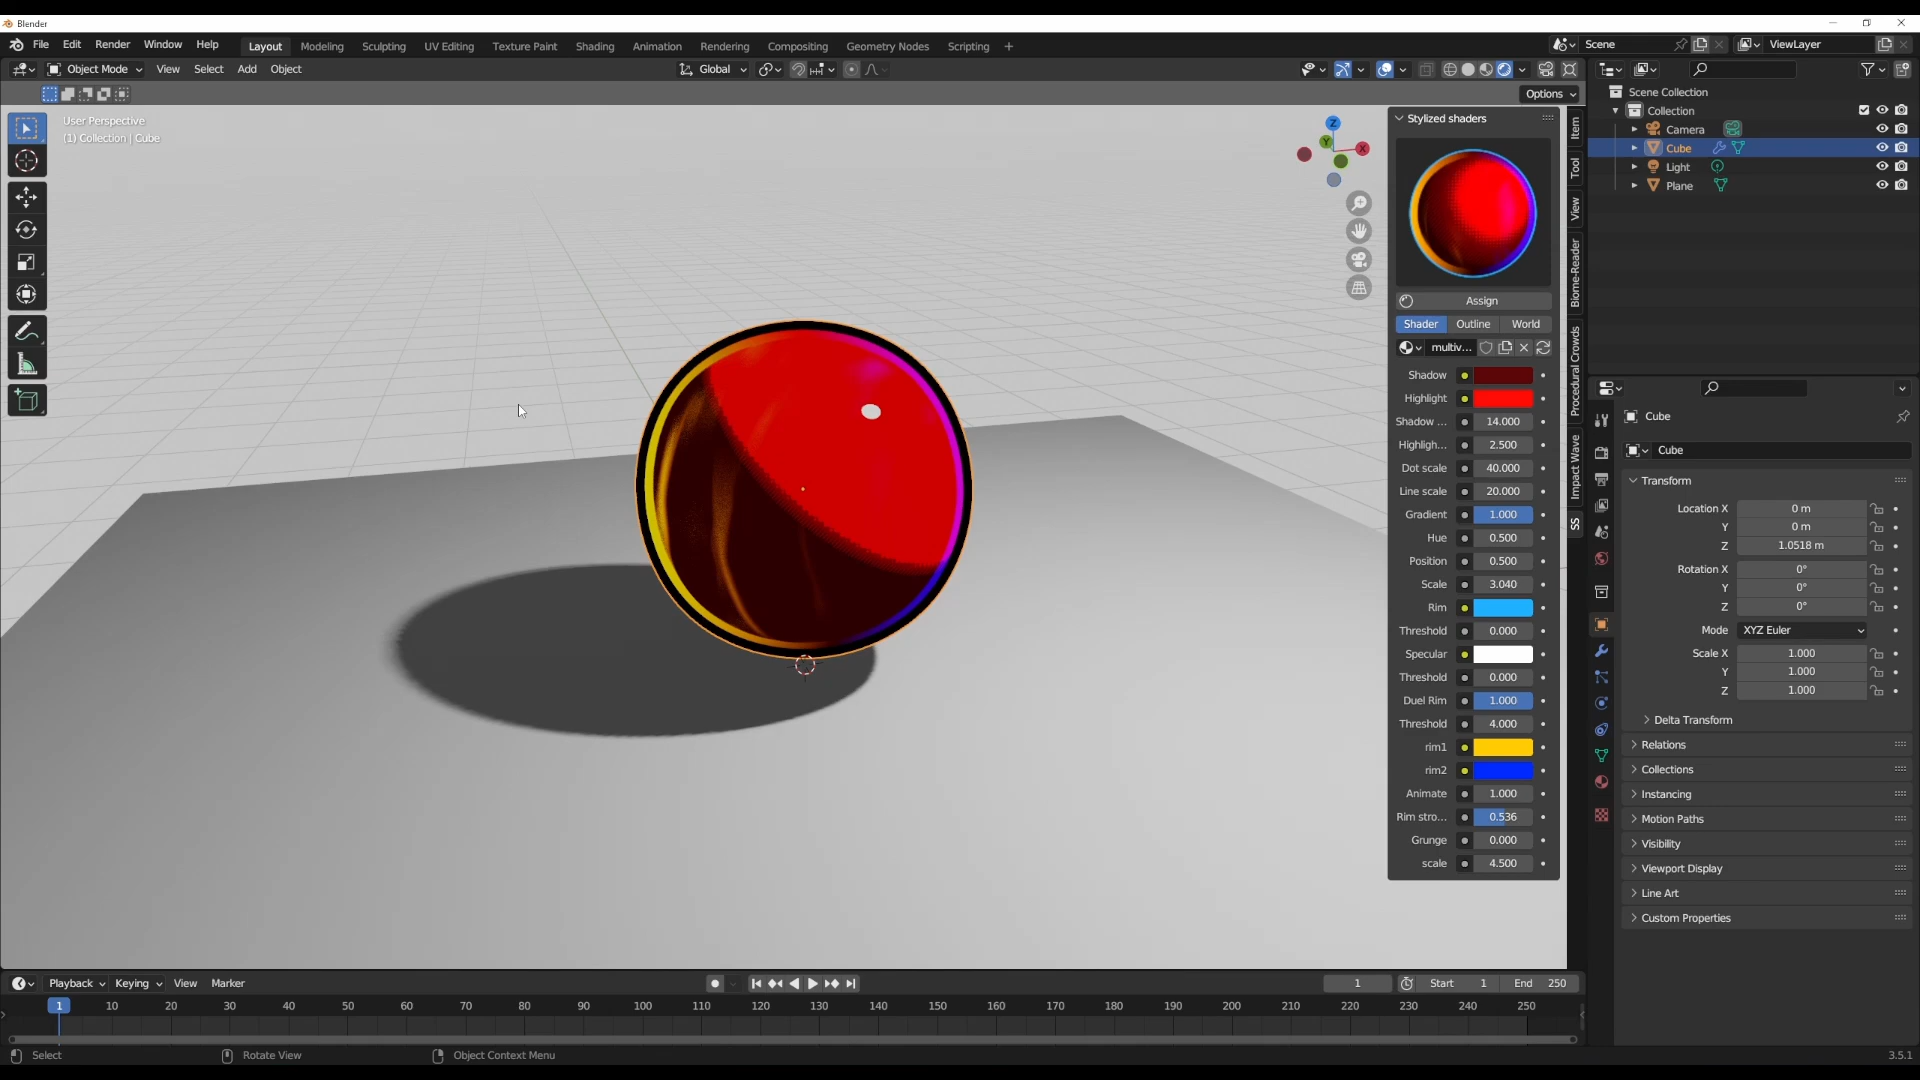 Blender
File Edit Render Window Help Layout Modeling Sculpting UV Editing Texture Paint Shading Animation Rendering Compositing Geometry Nodes Scripting + Scene ViewLayer
Object Mode View Select Add Object Global
Options
User Perspective
(1) Collection | Cube
Z
Y
X
Stylized shaders
Assign
Shader Outline World
multiv...
Shadow
Highlight
Shadow ... 14.000
Highligh... 2.500
Dot scale 40.000
Line scale 20.000
Gradient 1.000
Hue 0.500
Position 0.500
Scale 3.040
Rim
Threshold 0.000
Specular
Threshold 0.000
Duel Rim 1.000
Threshold 4.000
rim1
rim2
Animate 1.000
Rim stro... 0.536
Grunge 0.000
scale 4.500
Item
Tool
View
Biome-Reader
Procedural Crowds
Impact Wave
SS
Scene Collection
Collection
Camera
Cube
Light
Plane
Cube
Cube
Transform
Location X 0 m
Y 0 m
Z 1.0518 m
Rotation X 0°
Y 0°
Z 0°
Mode XYZ Euler
Scale X 1.000
Y 1.000
Z 1.000
Delta Transform
Relations
Collections
Instancing
Motion Paths
Visibility
Viewport Display
Line Art
Custom Properties
Playback Keying View Marker 1 Start 1 End 250
1 10 20 30 40 50 60 70 80 90 100 110 120 130 140 150 160 170 180 190 200 210 220 230 240 250
Select Rotate View Object Context Menu 3.5.1